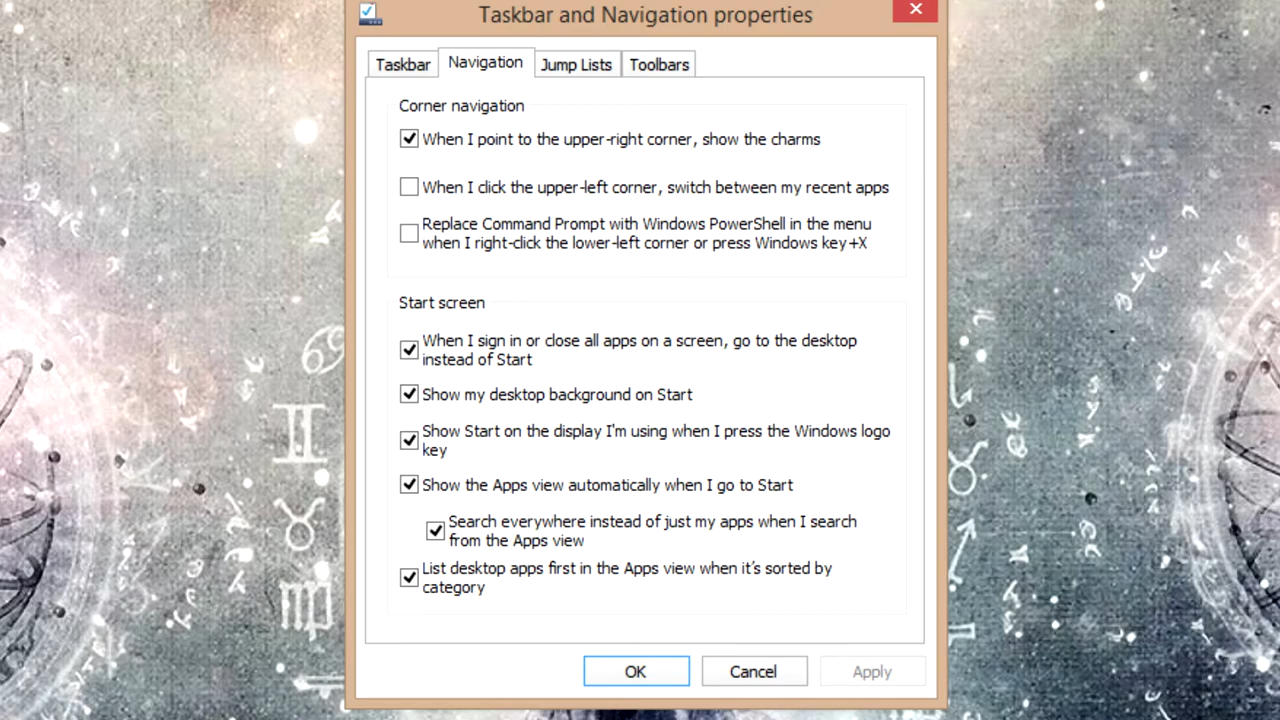 Taskbar and Navigation properties
Taskbar
Navigation
Jump Lists
Toolbars
Corner navigation
When I point to the upper-right corner, show the charms
When I click the upper-left corner, switch between my recent apps
Replace Command Prompt with Windows PowerShell in the menu
when I right-click the lower-left corner or press Windows key+X
Start screen
When I sign in or close all apps on a screen, go to the desktop
instead of Start
Show my desktop background on Start
Show Start on the display I'm using when I press the Windows logo
key
Show the Apps view automatically when I go to Start
Search everywhere instead of just my apps when I search
from the Apps view
List desktop apps first in the Apps view when it's sorted by
category
OK
Cancel
Apply